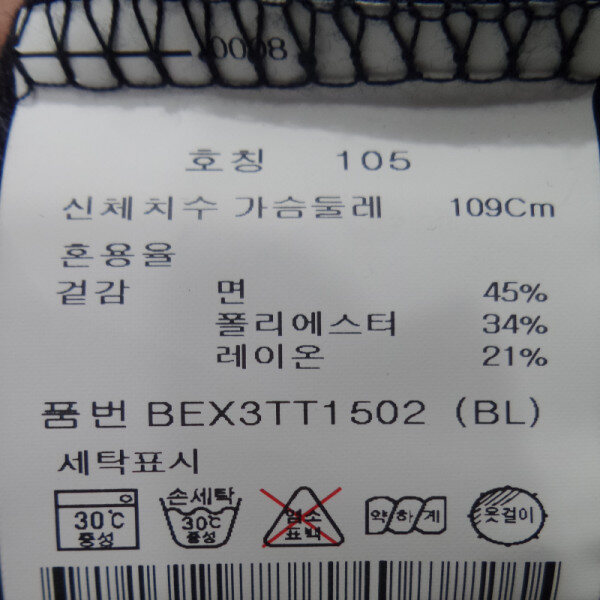 0008
호칭 105
신체치수 가슴둘레 109Cm
혼용율
겉감 면 45%
폴리에스터 34%
레이온 21%
품번 BEX3TT1502 (BL)
세탁표시
30℃ 중성
손세탁 30℃ 중성
염소 표백
약하게
옷걸이